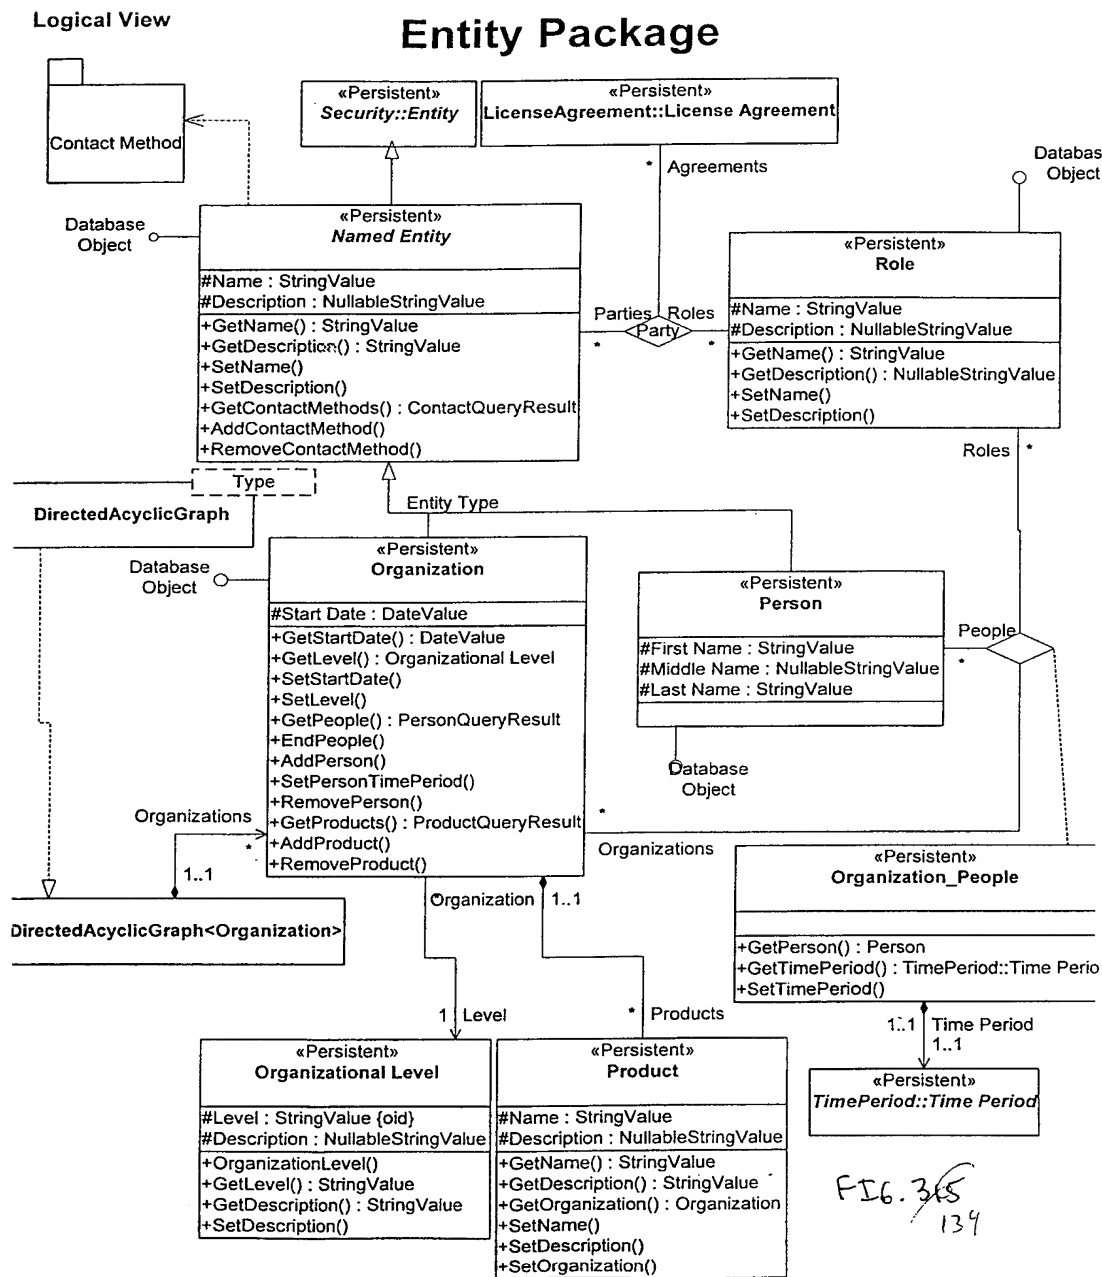 Logical View
Entity Package
Contact Method
«Persistent»
Security::Entity
«Persistent»
LicenseAgreement::License Agreement
* Agreements
Databas
Object
Database
Object
«Persistent»
Named Entity
#Name : StringValue
#Description : NullableStringValue
+GetName() : StringValue
+GetDescription() : StringValue
+SetName()
+SetDescription()
+GetContactMethods() : ContactQueryResult
+AddContactMethod()
+RemoveContactMethod()
Parties Roles
Party
* *
«Persistent»
Role
#Name : StringValue
#Description : NullableStringValue
+GetName() : StringValue
+GetDescription() : NullableStringValue
+SetName()
+SetDescription()
Roles *
Type
DirectedAcyclicGraph
Entity Type
Database
Object
«Persistent»
Organization
#Start Date : DateValue
+GetStartDate() : DateValue
+GetLevel() : Organizational Level
+SetStartDate()
+SetLevel()
+GetPeople() : PersonQueryResult
+EndPeople()
+AddPerson()
+SetPersonTimePeriod()
+RemovePerson()
+GetProducts() : ProductQueryResult
+AddProduct()
+RemoveProduct()
«Persistent»
Person
#First Name : StringValue
#Middle Name : NullableStringValue
#Last Name : StringValue
People
*
Database
Object
Organizations
*
1..1
*
Organizations
DirectedAcyclicGraph<Organization>
*
Organization
1..1
«Persistent»
Organization_People
+GetPerson() : Person
+GetTimePeriod() : TimePeriod::Time Perio
+SetTimePeriod()
1 Level
* Products
1..1 Time Period
1..1
«Persistent»
Organizational Level
#Level : StringValue {oid}
#Description : NullableStringValue
+OrganizationLevel()
+GetLevel() : StringValue
+GetDescription() : StringValue
+SetDescription()
«Persistent»
Product
#Name : StringValue
#Description : NullableStringValue
+GetName() : StringValue
+GetDescription() : StringValue
+GetOrganization() : Organization
+SetName()
+SetDescription()
+SetOrganization()
«Persistent»
TimePeriod::Time Period
FIG.
134